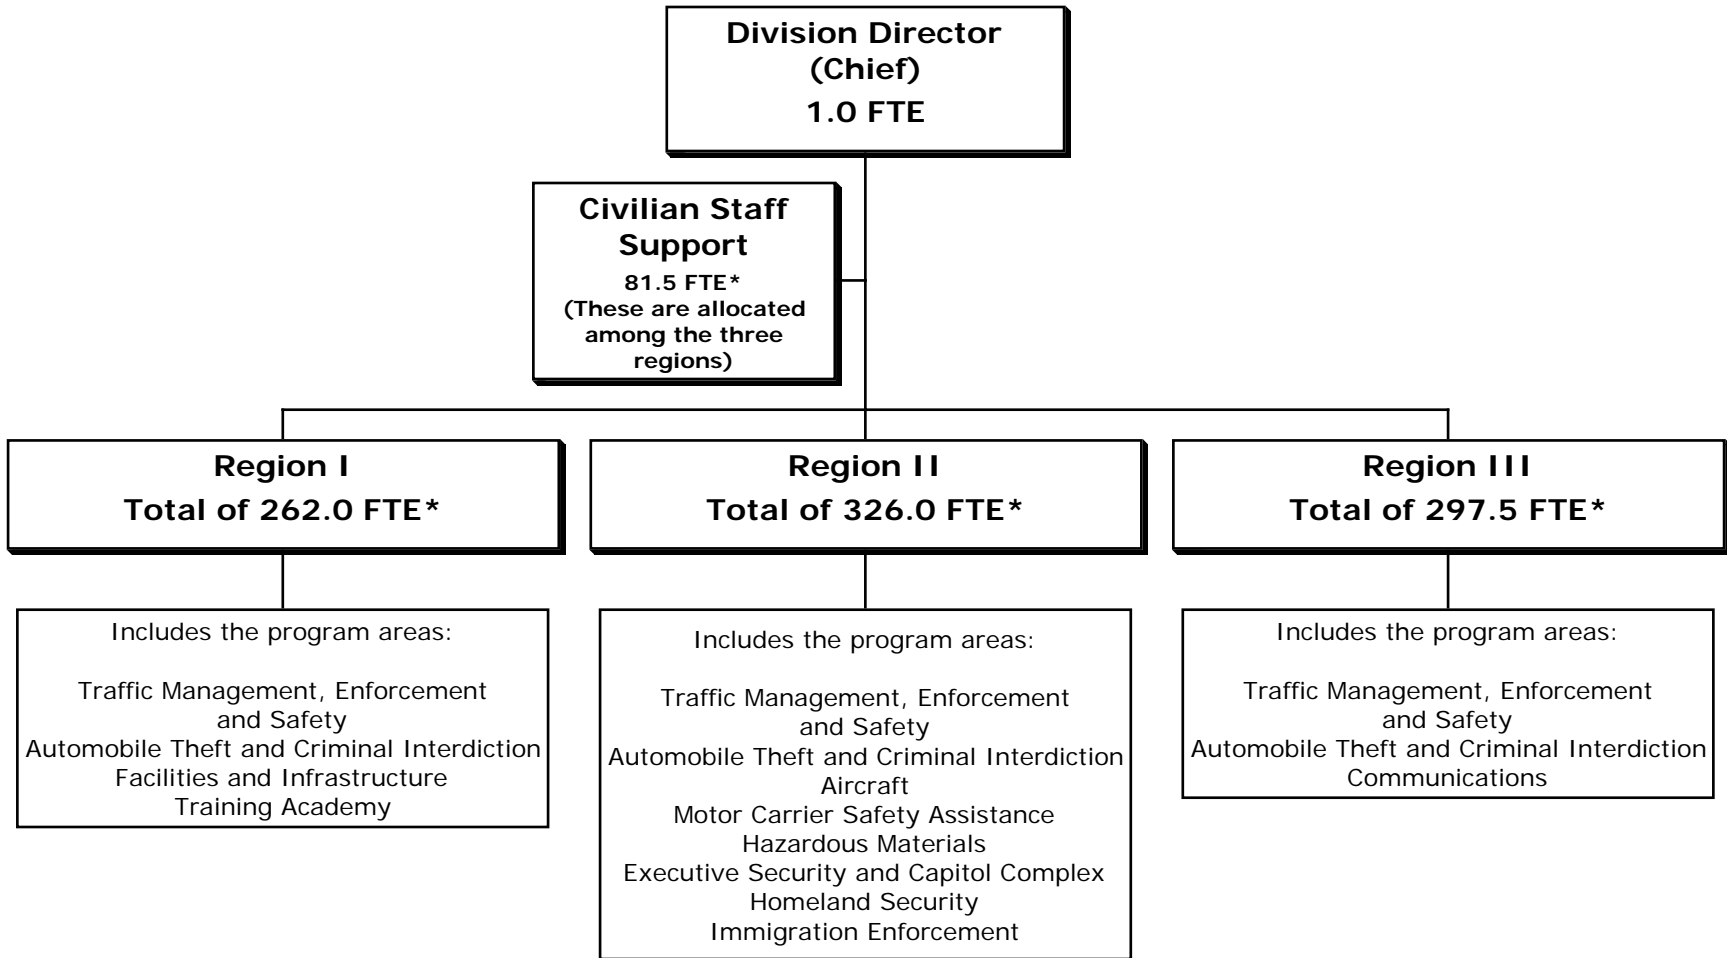 Division Director
(Chief)
1.0 FTE
Civilian Staff
Support
81.5 FTE*
(These are allocated
among the three
regions)
Region I
Total of 262.0 FTE*
Region II
Total of 326.0 FTE*
Region III
Total of 297.5 FTE*
Includes the program areas:
Traffic Management, Enforcement
and Safety
Automobile Theft and Criminal Interdiction
Facilities and Infrastructure
Training Academy
Includes the program areas:
Traffic Management, Enforcement
and Safety
Automobile Theft and Criminal Interdiction
Aircraft
Motor Carrier Safety Assistance
Hazardous Materials
Executive Security and Capitol Complex
Homeland Security
Immigration Enforcement
Includes the program areas:
Traffic Management, Enforcement
and Safety
Automobile Theft and Criminal Interdiction
Communications